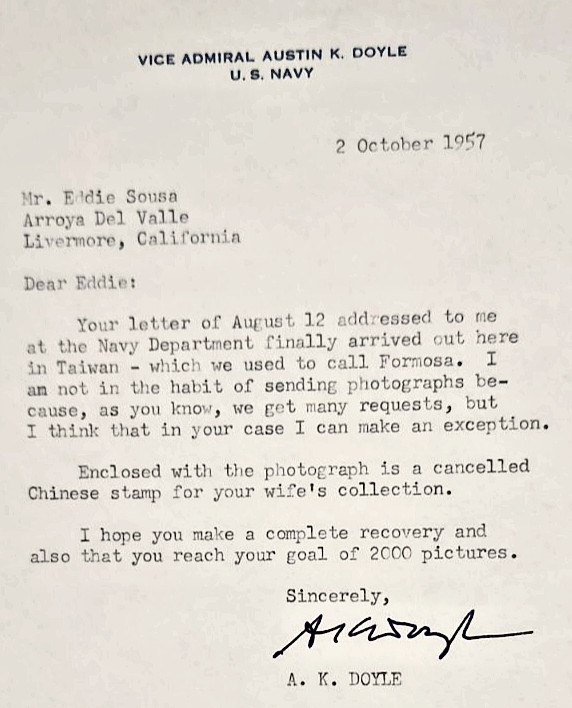 VICE ADMIRAL AUSTIN K. DOYLE
U. S. NAVY
2 October 1957
Mr. Eddie Sousa
Arroya Del Valle
Livermore, California
Dear Eddie:
Your letter of August 12 addressed to me
at the Navy Department finally arrived out here
in Taiwan - which we used to call Formosa. I
am not in the habit of sending photographs be-
cause, as you know, we get many requests, but
I think that in your case I can make an exception.
Enclosed with the photograph is a cancelled
Chinese stamp for your wife's collection.
I hope you make a complete recovery and
also that you reach your goal of 2000 pictures.
Sincerely,
AKDoyle
A. K. DOYLE